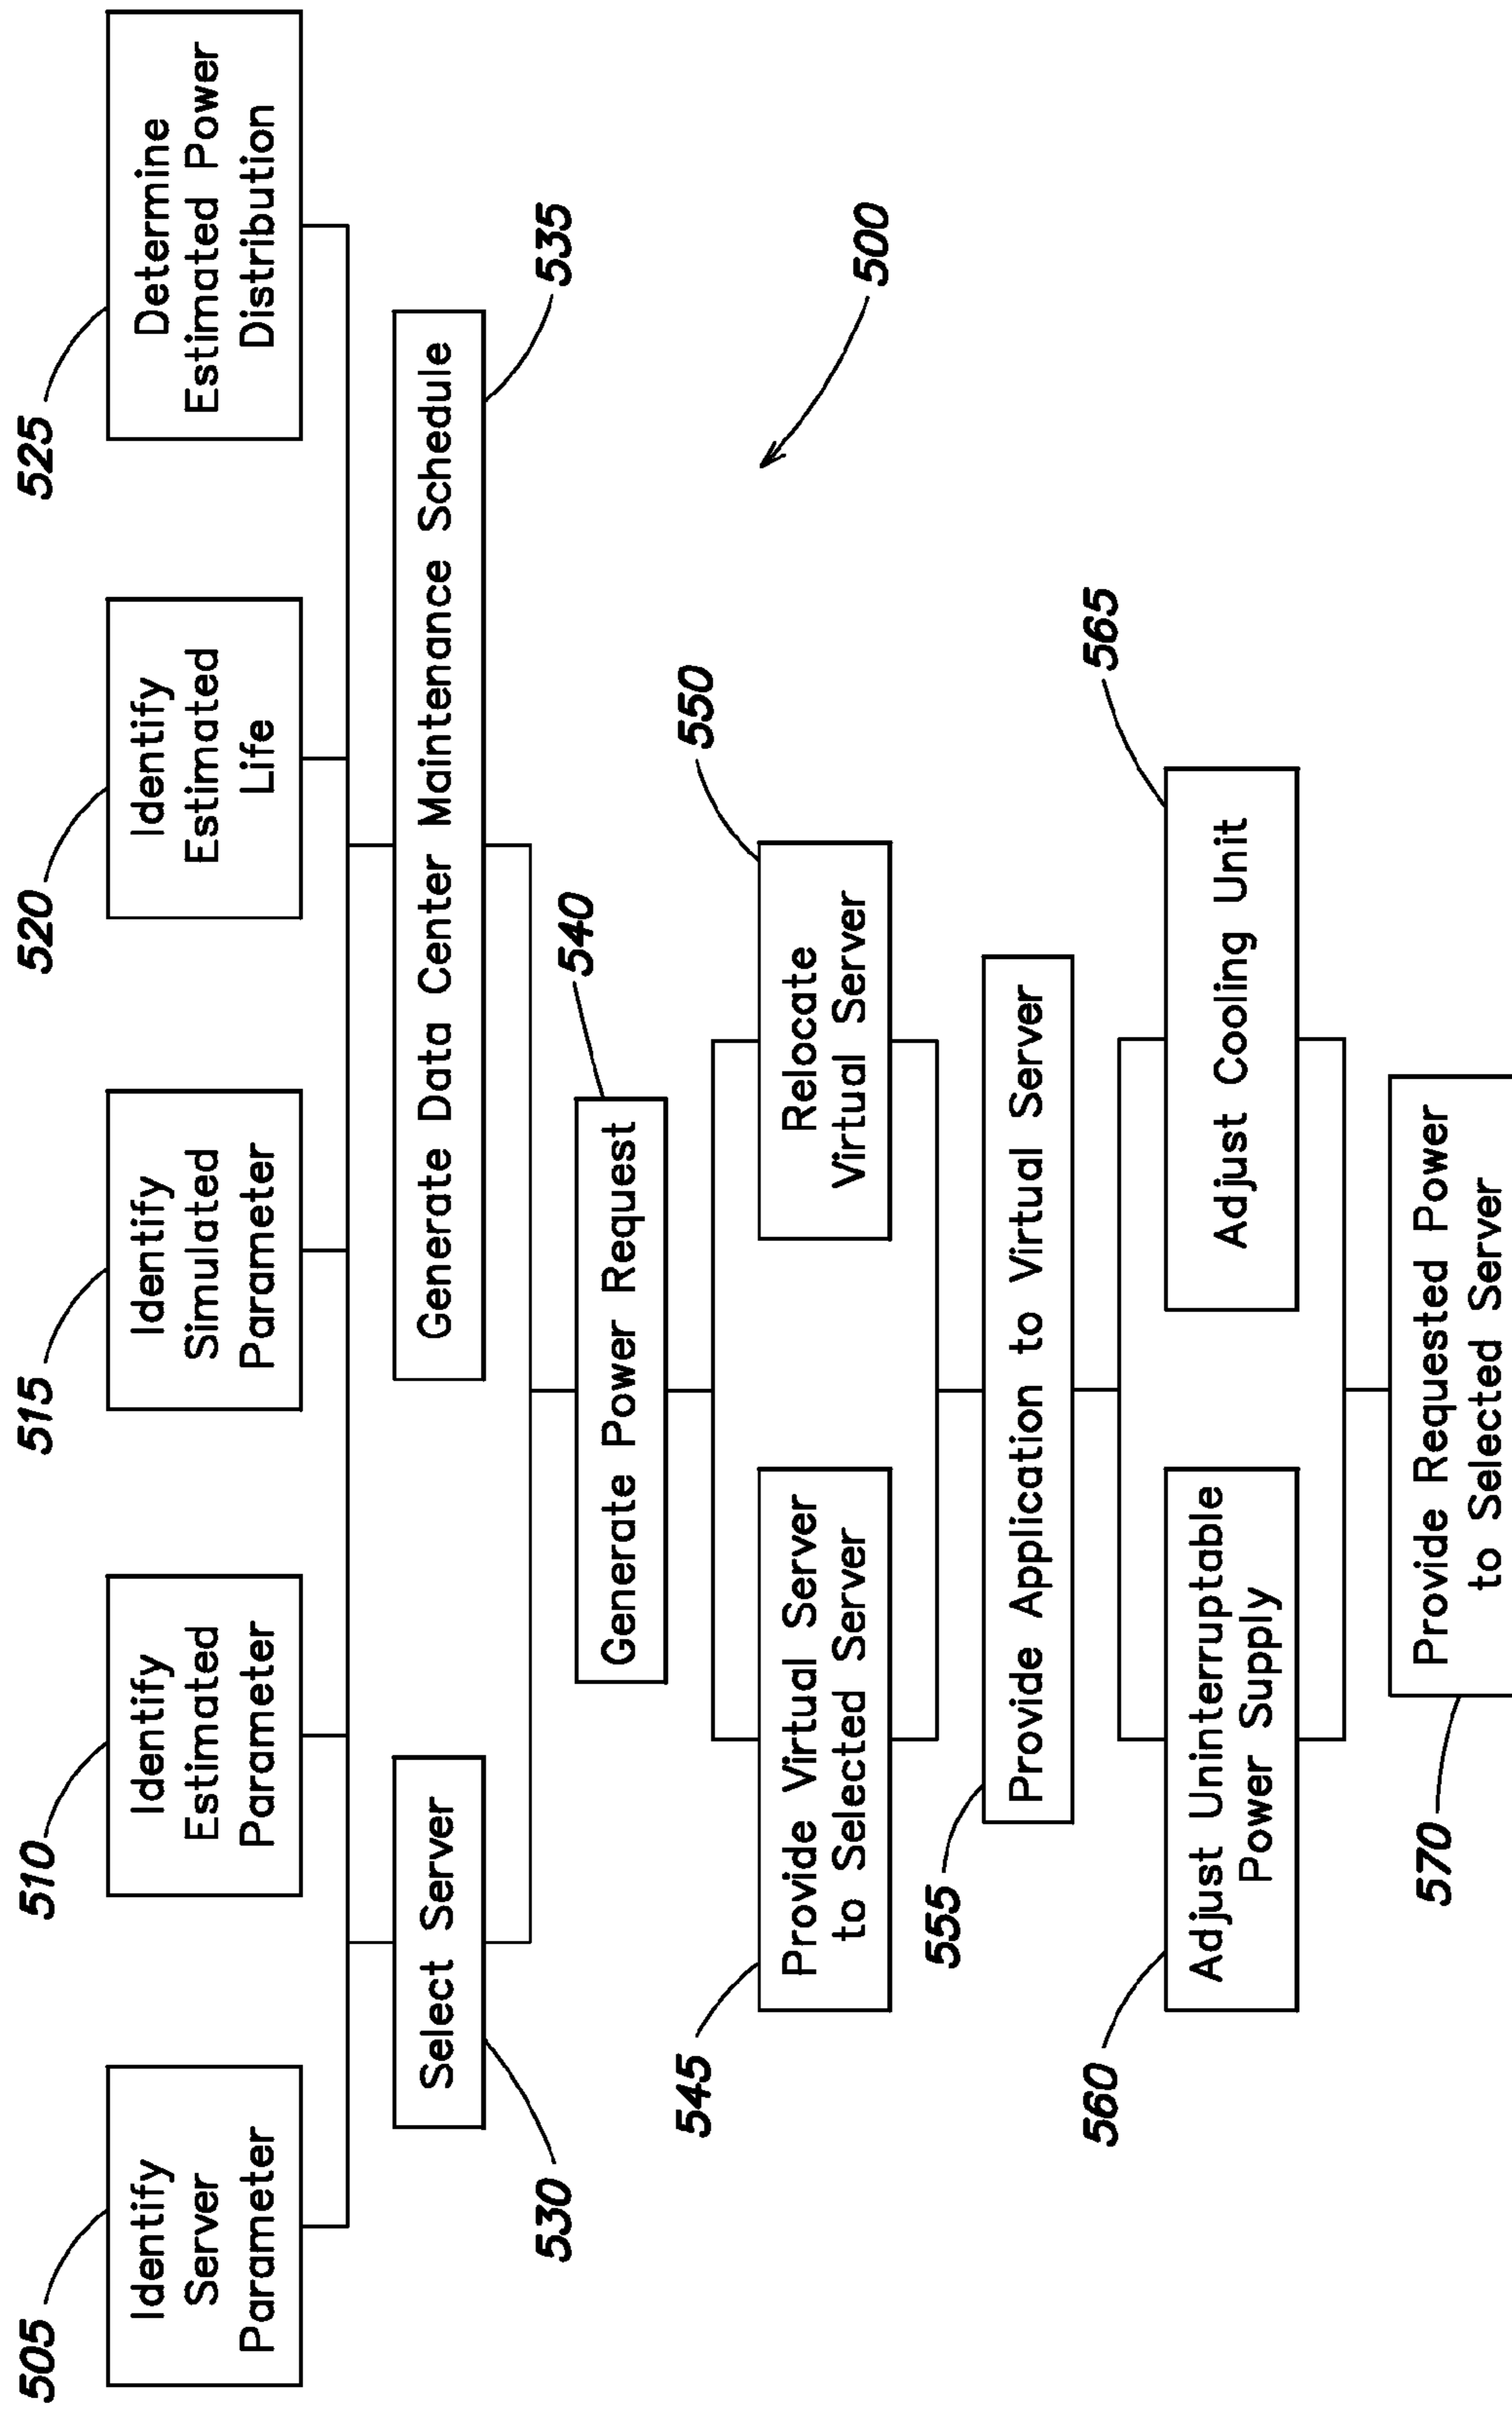 505
Identify
Server
Parameter
510
Identify
Estimated
Parameter
515
Identify
Simulated
Parameter
520
Identify
Estimated
Life
525
Determine
Estimated Power
Distribution
530
Select Server
535
Generate Data Center Maintenance Schedule
540
Generate Power Request
500
545
Provide Virtual Server
to Selected Server
550
Relocate
Virtual Server
555
Provide Application to Virtual Server
560
Adjust Uninterruptable
Power Supply
565
Adjust Cooling Unit
570
Provide Requested Power
to Selected Server